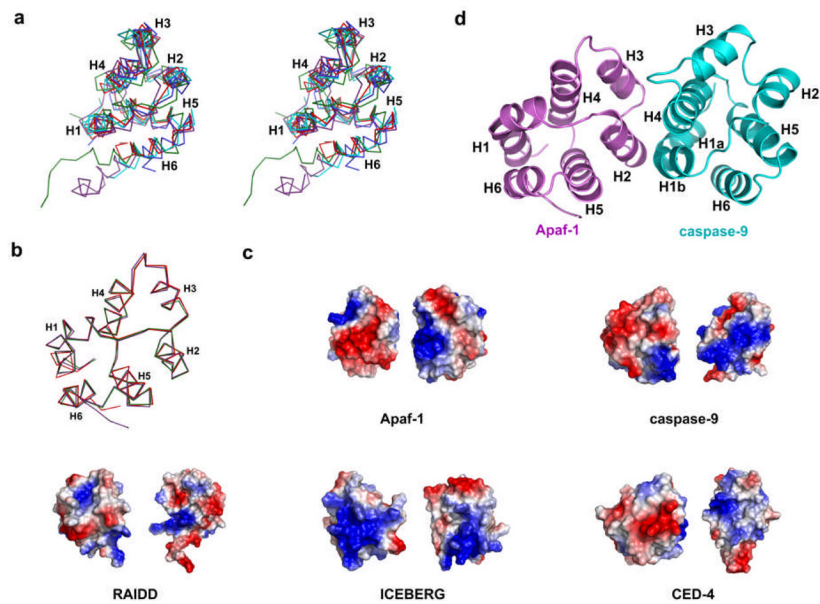 a
H3
H4
H2
H5
H1
H6
H3
H4
H2
H5
H1
H6
d
H3
H4
H1
H2
H6
H5
Apaf-1
H3
H2
H4
H5
H1a
H1b
H6
caspase-9
b
H4
H3
H1
H2
H5
H6
c
Apaf-1
caspase-9
RAIDD
ICEBERG
CED-4